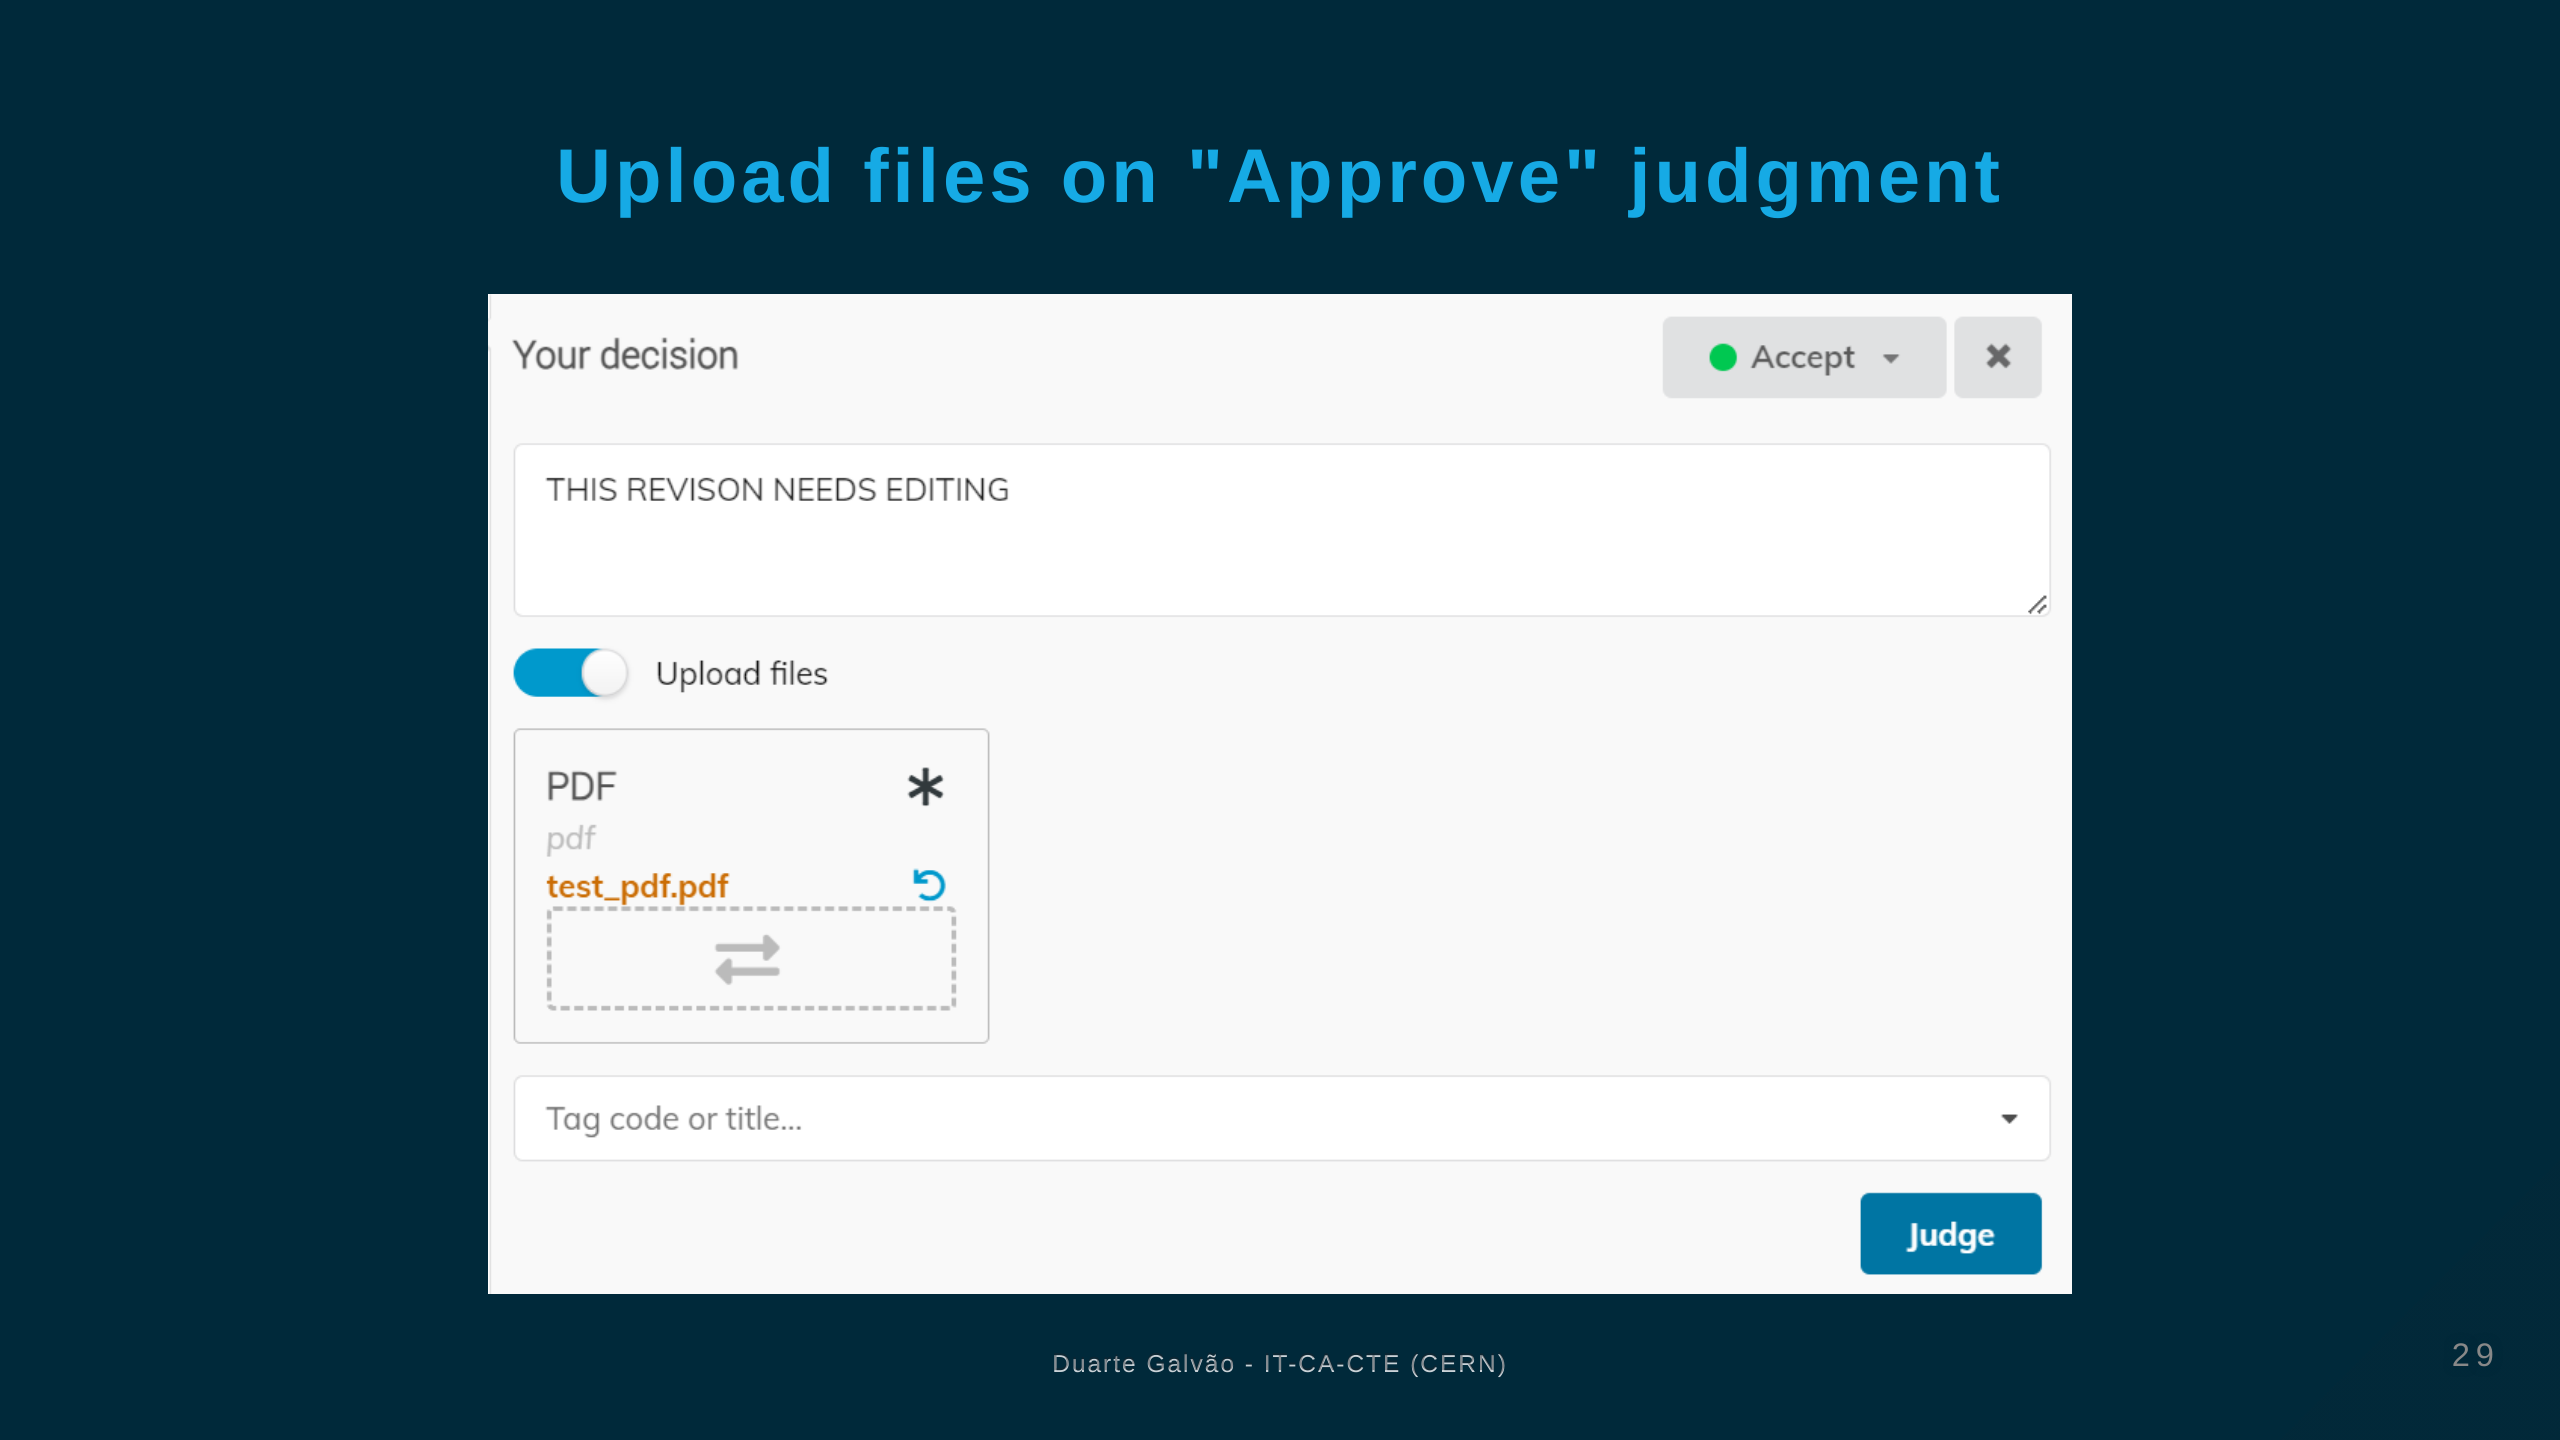 Upload files on "Approve" judgment
Your decision
Accept
THIS REVISON NEEDS EDITING
Upload files
PDF
pdf
test_pdf.pdf
Tag code or title...
Judge
Duarte Galvão - IT-CA-CTE (CERN)
29